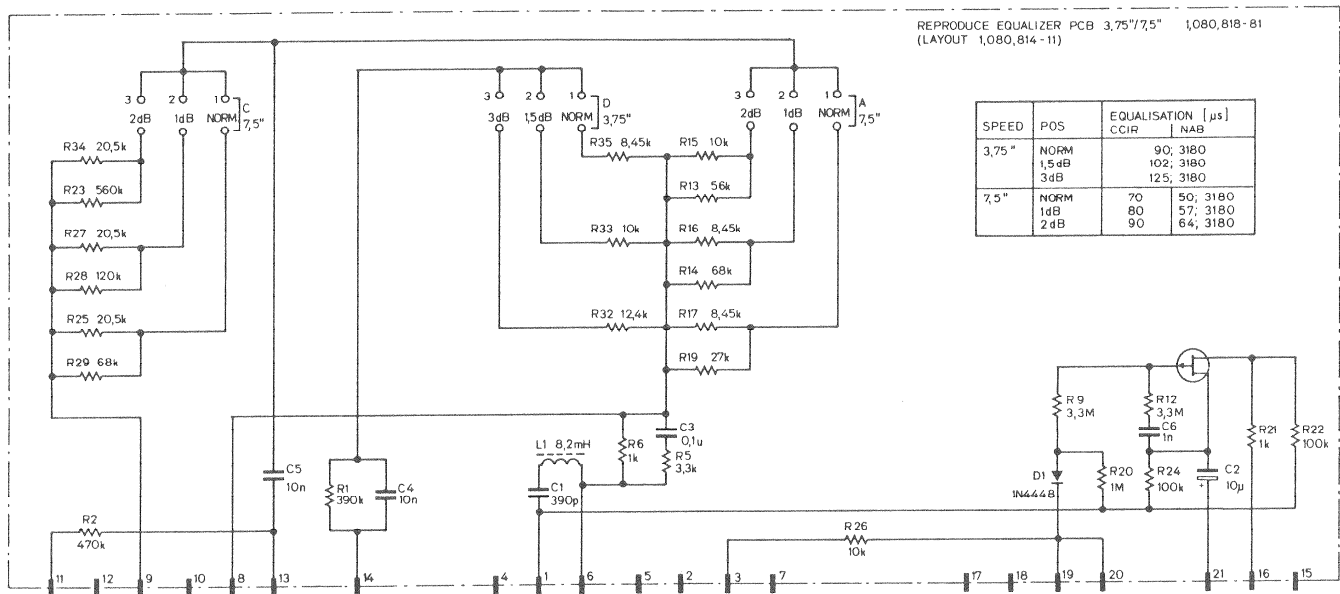 REPRODUCE EQUALIZER PCB 3,75"/7,5" 1,080,818-81
(LAYOUT 1,080,814-11)
3 2 1 C
2dB 1dB NORM 7,5"
3 2 1 D
3dB 1,5dB NORM 3,75"
3 2 1 A
2dB 1dB NORM 7,5"
SPEED POS EQUALISATION [µs]
CCIR NAB
3,75" NORM 90; 3180
1,5dB 102; 3180
3dB 125; 3180
7,5" NORM 70 50; 3180
1dB 80 57; 3180
2dB 90 64; 3180
R34 20,5k
R23 560k
R27 20,5k
R28 120k
R25 20,5k
R29 68k
R35 8,45k
R15 10k
R13 56k
R33 10k
R16 8,45k
R14 68k
R32 12,4k
R17 8,45k
R19 27k
R9
3,3M
R12
3,3M
C6
1n
R21
1k
R22
100k
C3
0,1u
R6
1k
R5
3,3k
L1 8,2mH
C1
390p
C5
10n
R1
390k
C4
10n
D1
1N4448
R20
1M
R24
100k
C2
10µ
+
R2
470k
R26
10k
11 12 9 10 8 13 14 4 1 6 5 2 3 7 17 18 19 20 21 16 15